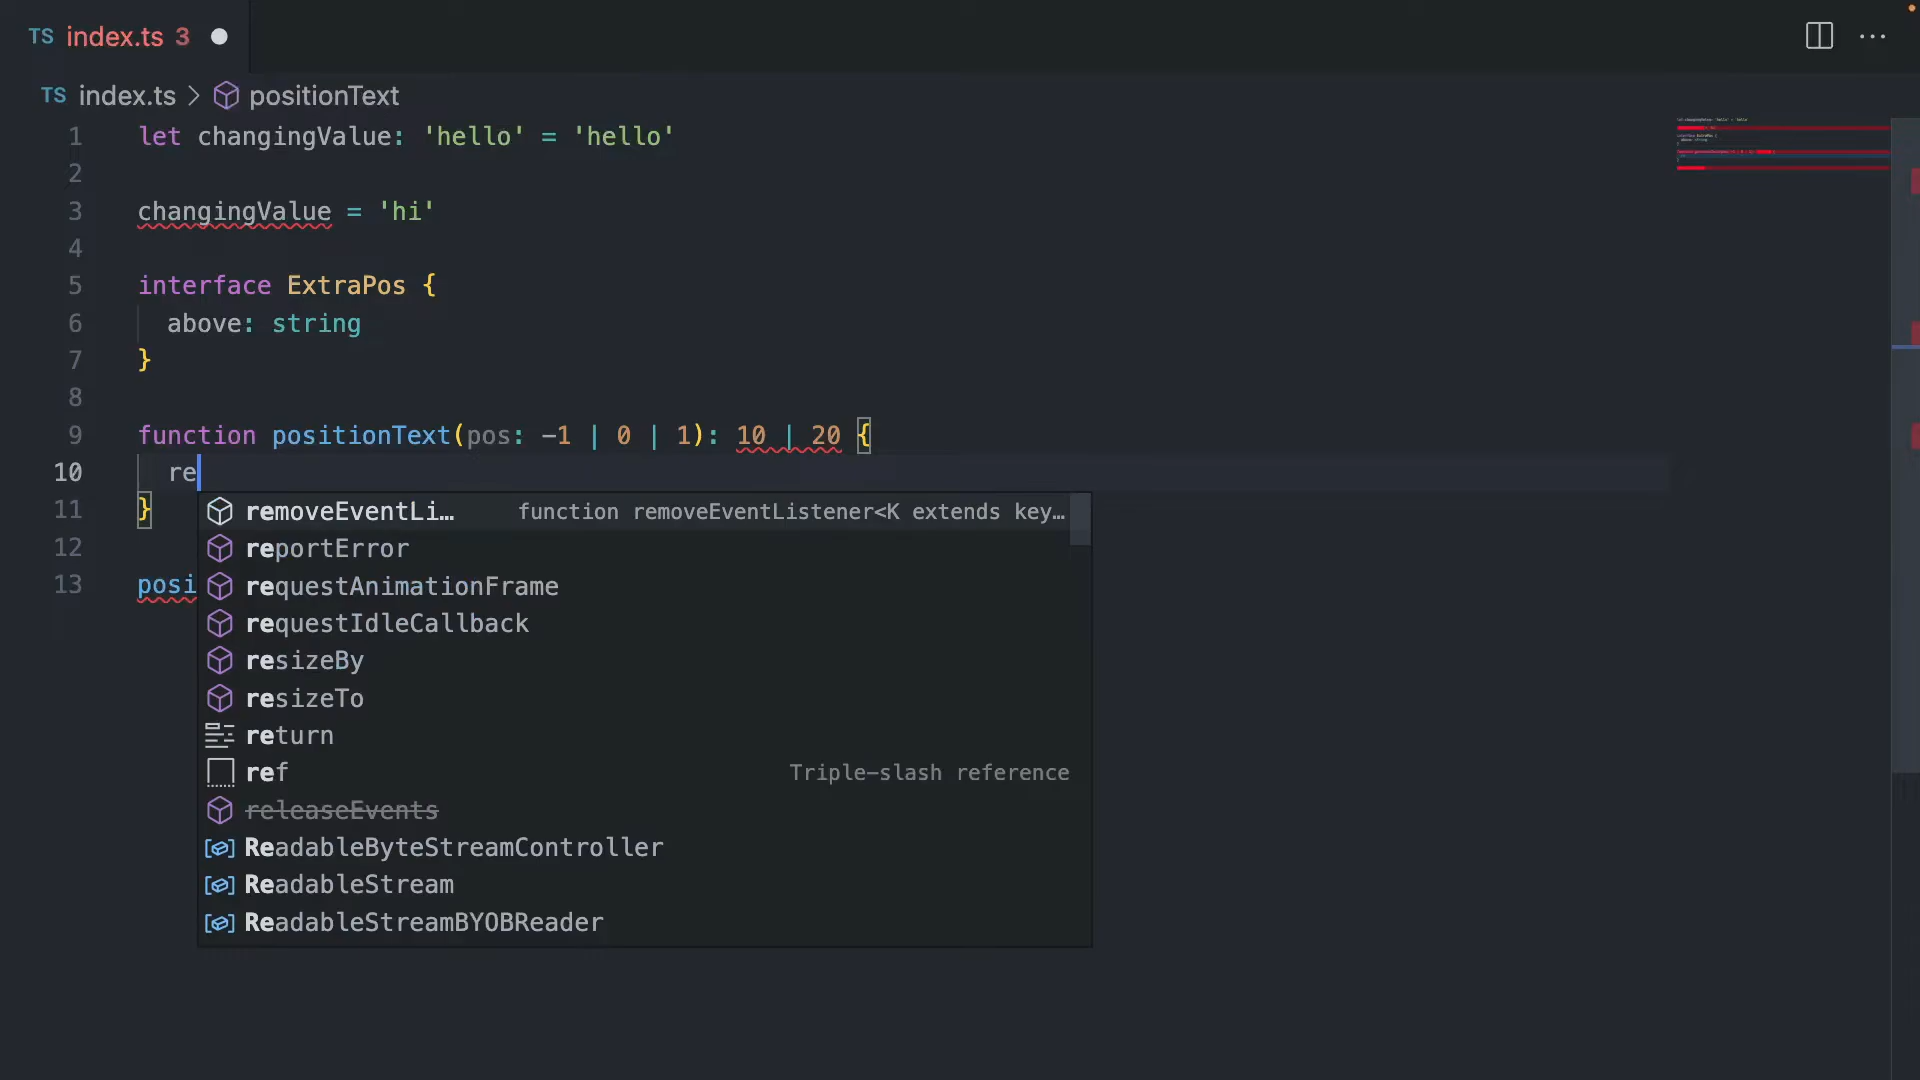 TS index.ts 3
TS index.ts > positionText
1 let changingValue: 'hello' = 'hello'
2
3 changingValue = 'hi'
4
5 interface ExtraPos {
6 above: string
7 }
8
9 function positionText(pos: -1 | 0 | 1): 10 | 20 {
10 re
11 }
12
13 posi
removeEventLi… function removeEventListener<K extends key…
reportError
requestAnimationFrame
requestIdleCallback
resizeBy
resizeTo
return
ref Triple-slash reference
releaseEvents
ReadableByteStreamController
ReadableStream
ReadableStreamBYOBReader